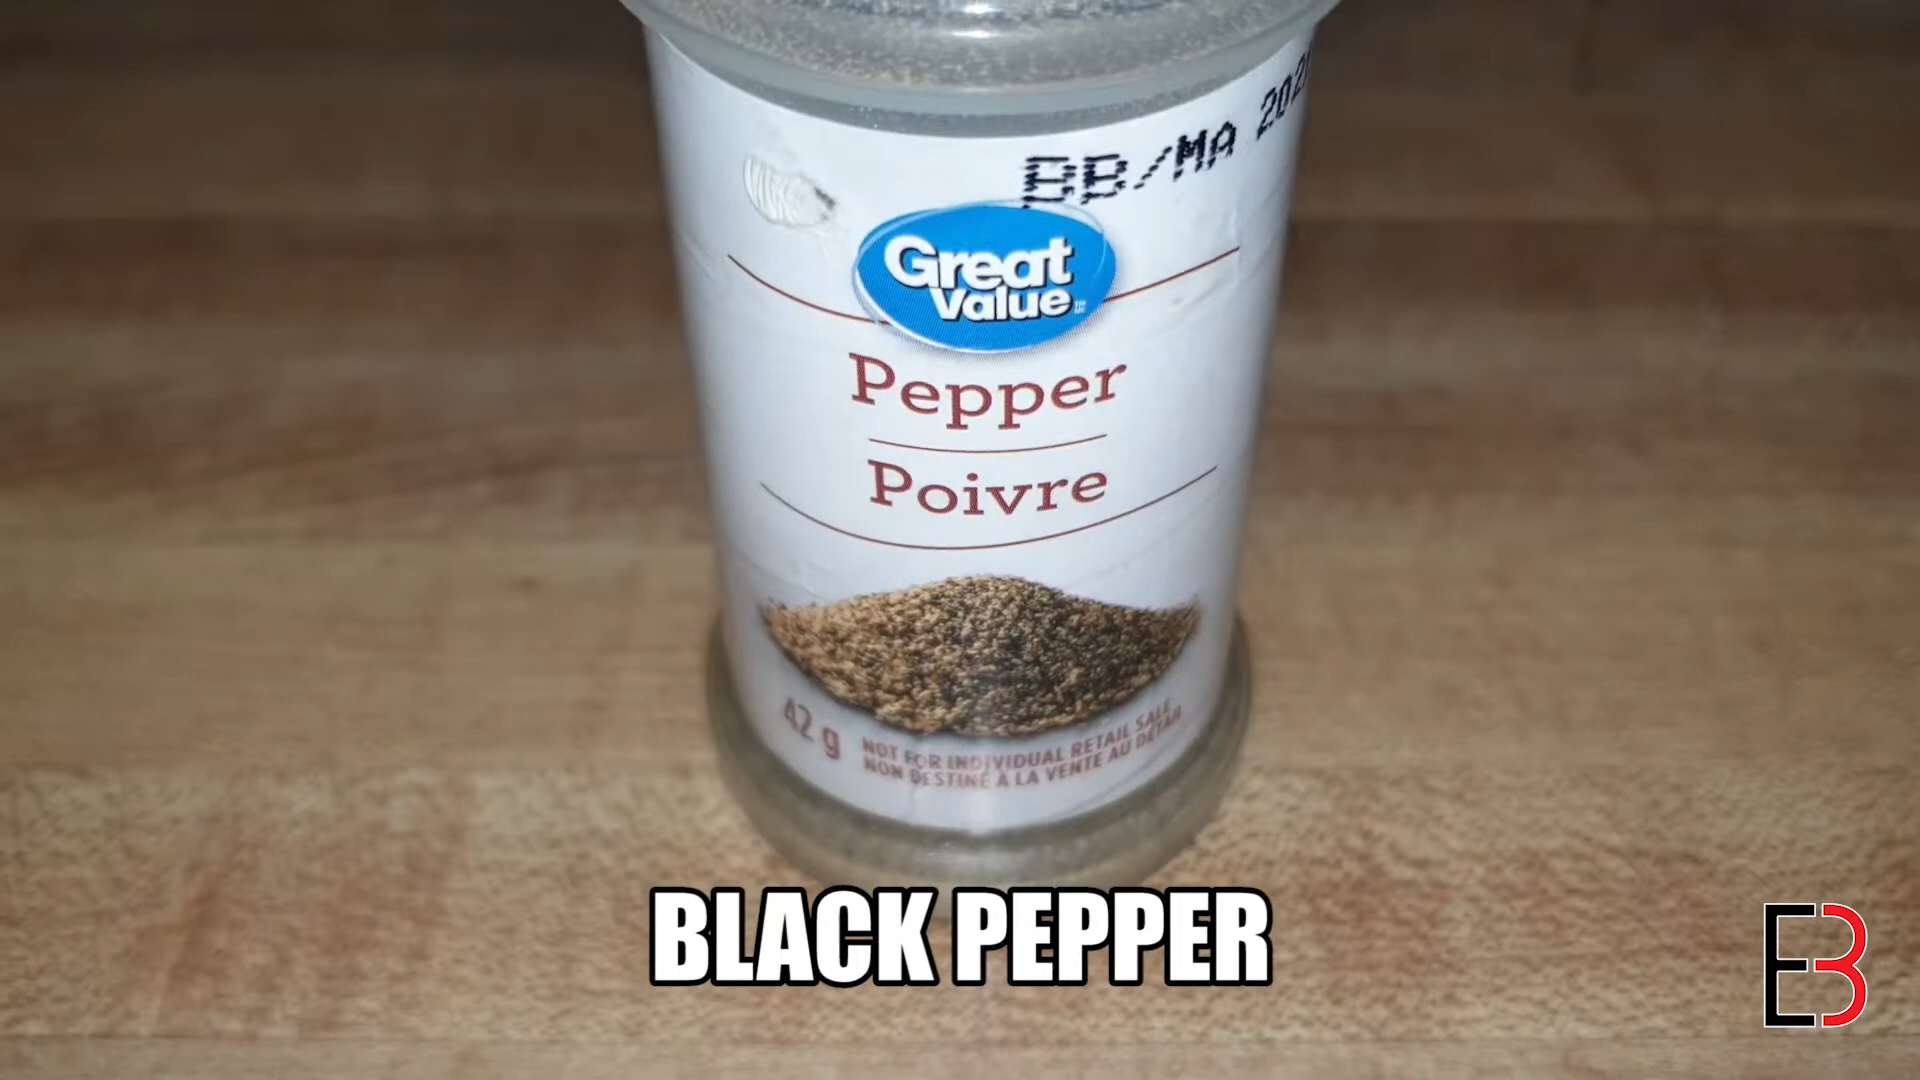 BB/MA 202
Great
Value
Pepper
Poivre
42 g
NOT FOR INDIVIDUAL RETAIL SALE
NON DESTINÉ À LA VENTE AU DÉTAIL
BLACK PEPPER
EB